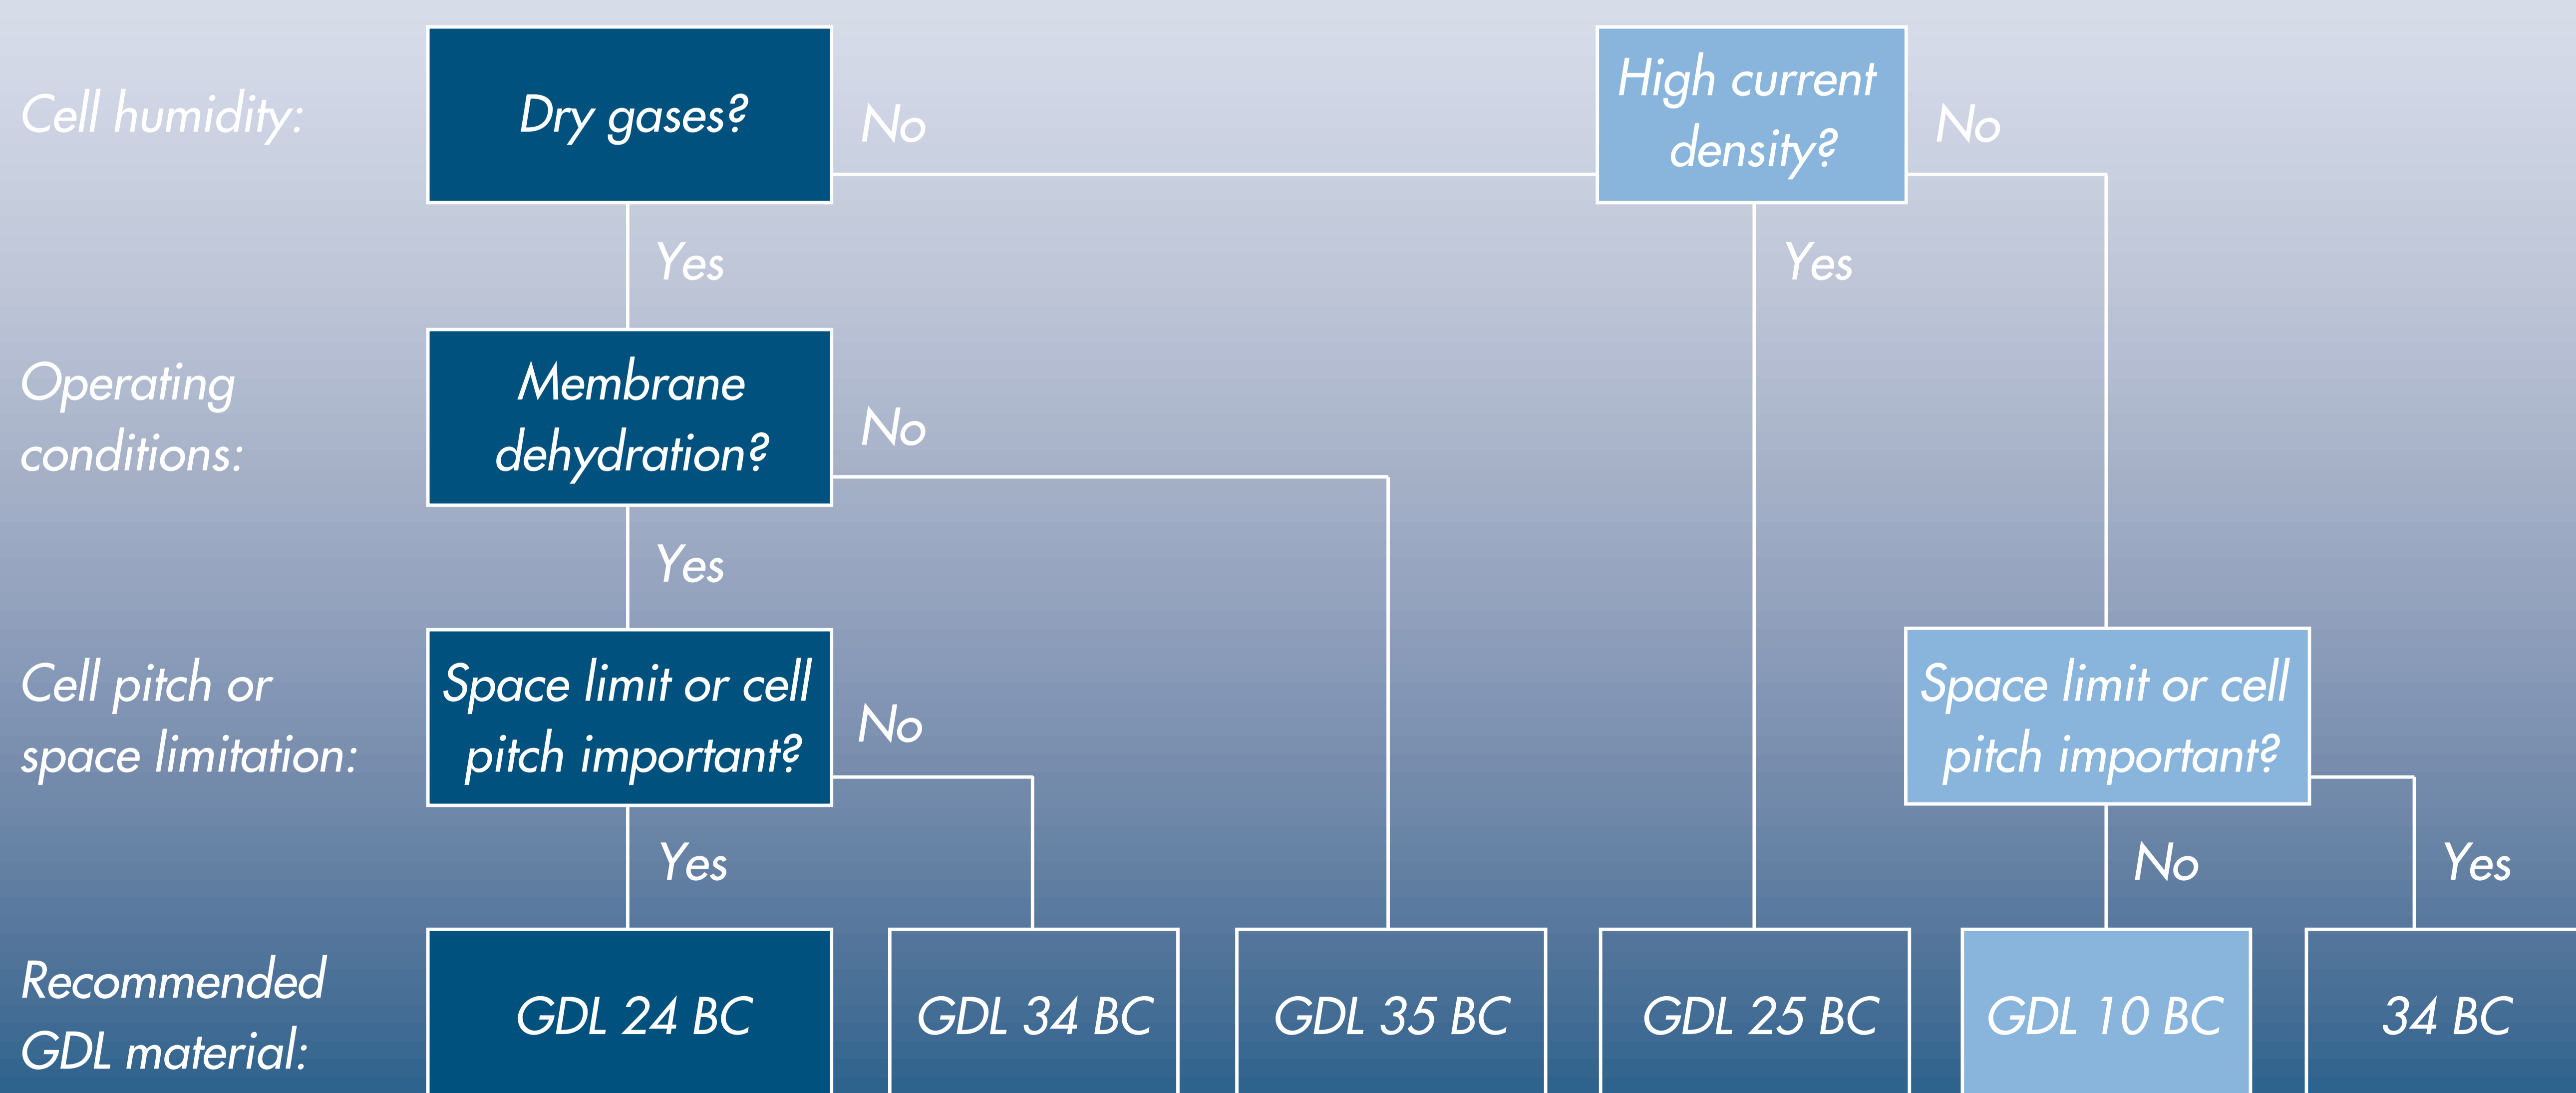 Cell humidity:
Dry gases?
No
High current
density?
No
Yes
Yes
Operating
conditions:
Membrane
dehydration?
No
Yes
Cell pitch or
space limitation:
Space limit or cell
pitch important?
No
Space limit or cell
pitch important?
Yes
No
Yes
Recommended
GDL material:
GDL 24 BC
GDL 34 BC
GDL 35 BC
GDL 25 BC
GDL 10 BC
34 BC